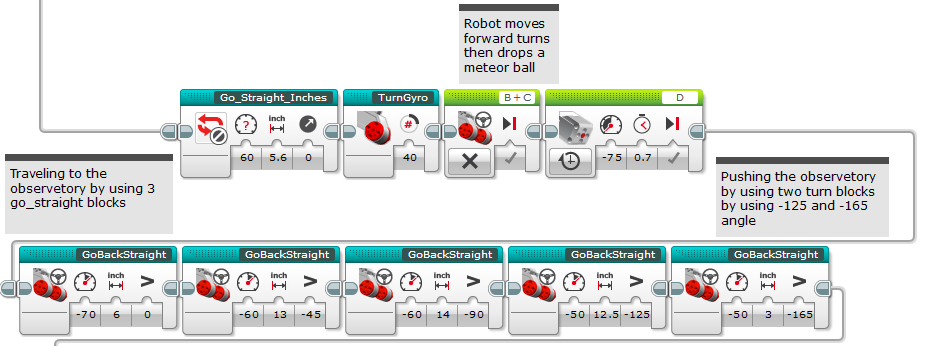 Robot moves
forward turns
then drops a
meteor ball
Go_Straight_Inches
?
inch
60
5.6
0
TurnGyro
#
40
B+C
D
-75
0.7
Traveling to the
observetory by using 3
go_straight blocks
Pushing the observetory
by using two turn blocks
by using -125 and -165
angle
GoBackStraight
inch
>
-70
6
0
GoBackStraight
inch
>
-60
13
-45
GoBackStraight
inch
>
-60
14
-90
GoBackStraight
inch
>
-50
12.5
-125
GoBackStraight
inch
>
-50
3
-165